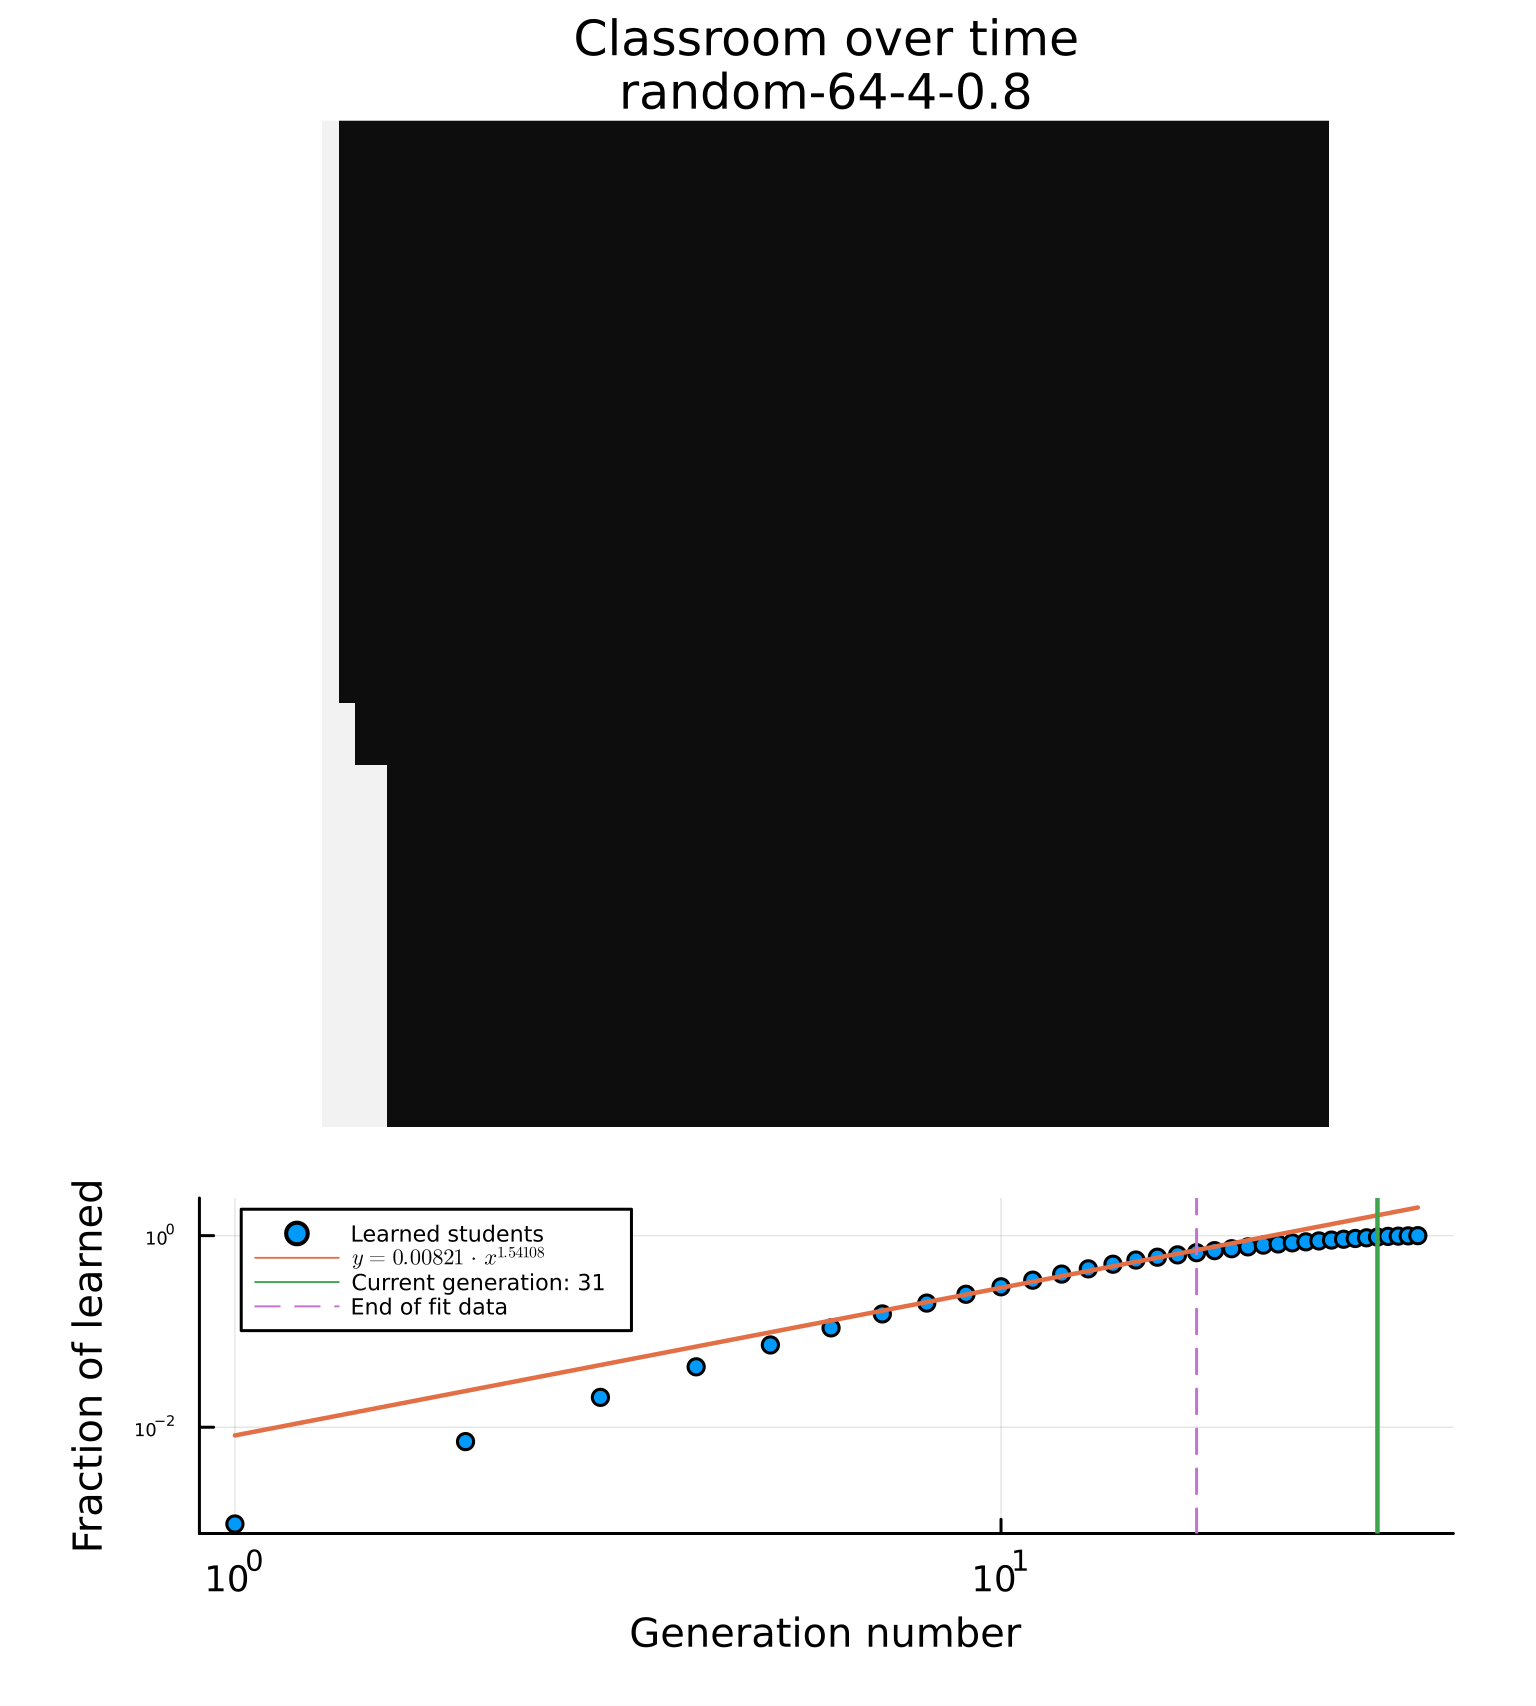 Classroom over time
random-64-4-0.8
Fraction of learned
10^0
10^-2
Learned students
y = 0.00821 · x^1.54108
Current generation: 31
End of fit data
10^0
10^1
Generation number